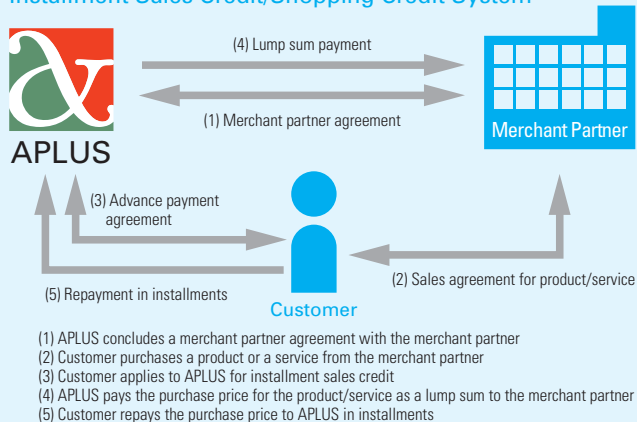 Installment Sales Credit/Shopping Credit System
(4) Lump sum payment
(1) Merchant partner agreement
&
APLUS
Merchant Partner
(3) Advance payment
agreement
(2) Sales agreement for product/service
(5) Repayment in installments
Customer
(1) APLUS concludes a merchant partner agreement with the merchant partner
(2) Customer purchases a product or a service from the merchant partner
(3) Customer applies to APLUS for installment sales credit
(4) APLUS pays the purchase price for the product/service as a lump sum to the merchant partner
(5) Customer repays the purchase price to APLUS in installments